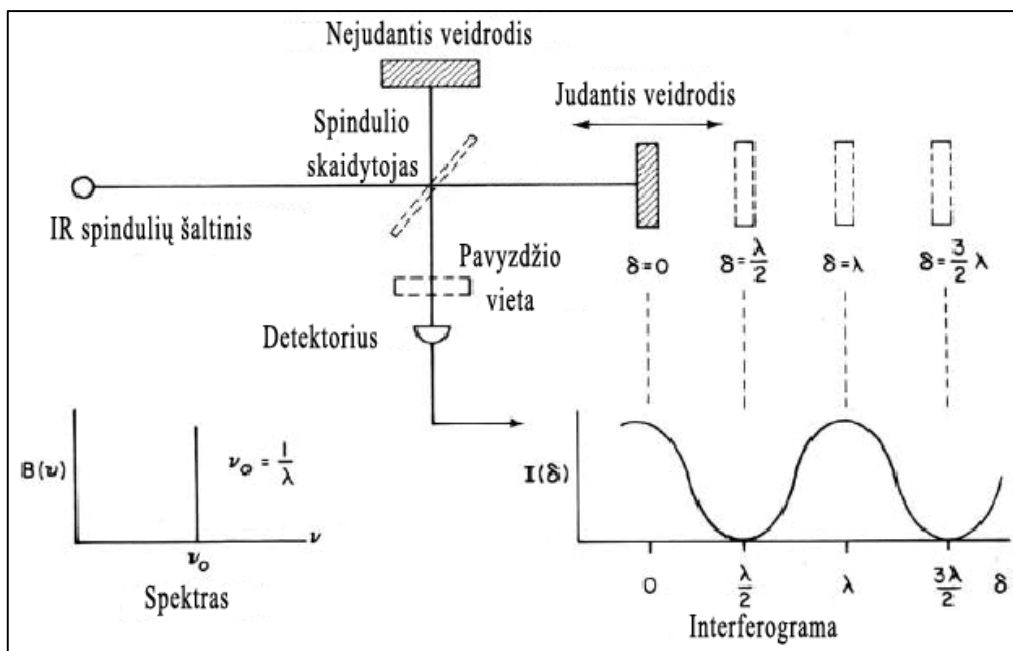 Nejudantis veidrodis
Judantis veidrodis
Spindulio
skaidytojas
IR spindulių šaltinis
δ=0
δ=λ/2
δ=λ
δ=3/2 λ
Pavyzdžio
vieta
Detektorius
B(ν)
ν₀ = 1/λ
ν
ν₀
Spektras
I(δ)
0
λ/2
λ
3λ/2
δ
Interferograma